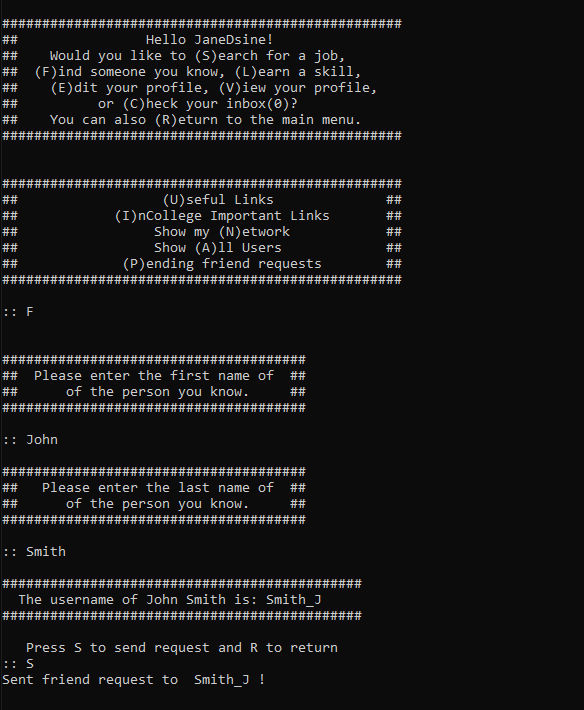 ##################################################
##                Hello JaneDsine!
##    Would you like to (S)earch for a job,
##  (F)ind someone you know, (L)earn a skill,
##    (E)dit your profile, (V)iew your profile,
##          or (C)heck your inbox(0)?
##    You can also (R)eturn to the main menu.
##################################################
##################################################
##                  (U)seful Links              ##
##            (I)nCollege Important Links       ##
##                 Show my (N)etwork            ##
##                 Show (A)ll Users             ##
##             (P)ending friend requests        ##
##################################################
:: F
######################################
##  Please enter the first name of  ##
##      of the person you know.     ##
######################################
:: John
######################################
##   Please enter the last name of  ##
##      of the person you know.     ##
######################################
:: Smith
#############################################
  The username of John Smith is: Smith_J
#############################################
   Press S to send request and R to return
:: S
Sent friend request to  Smith_J !